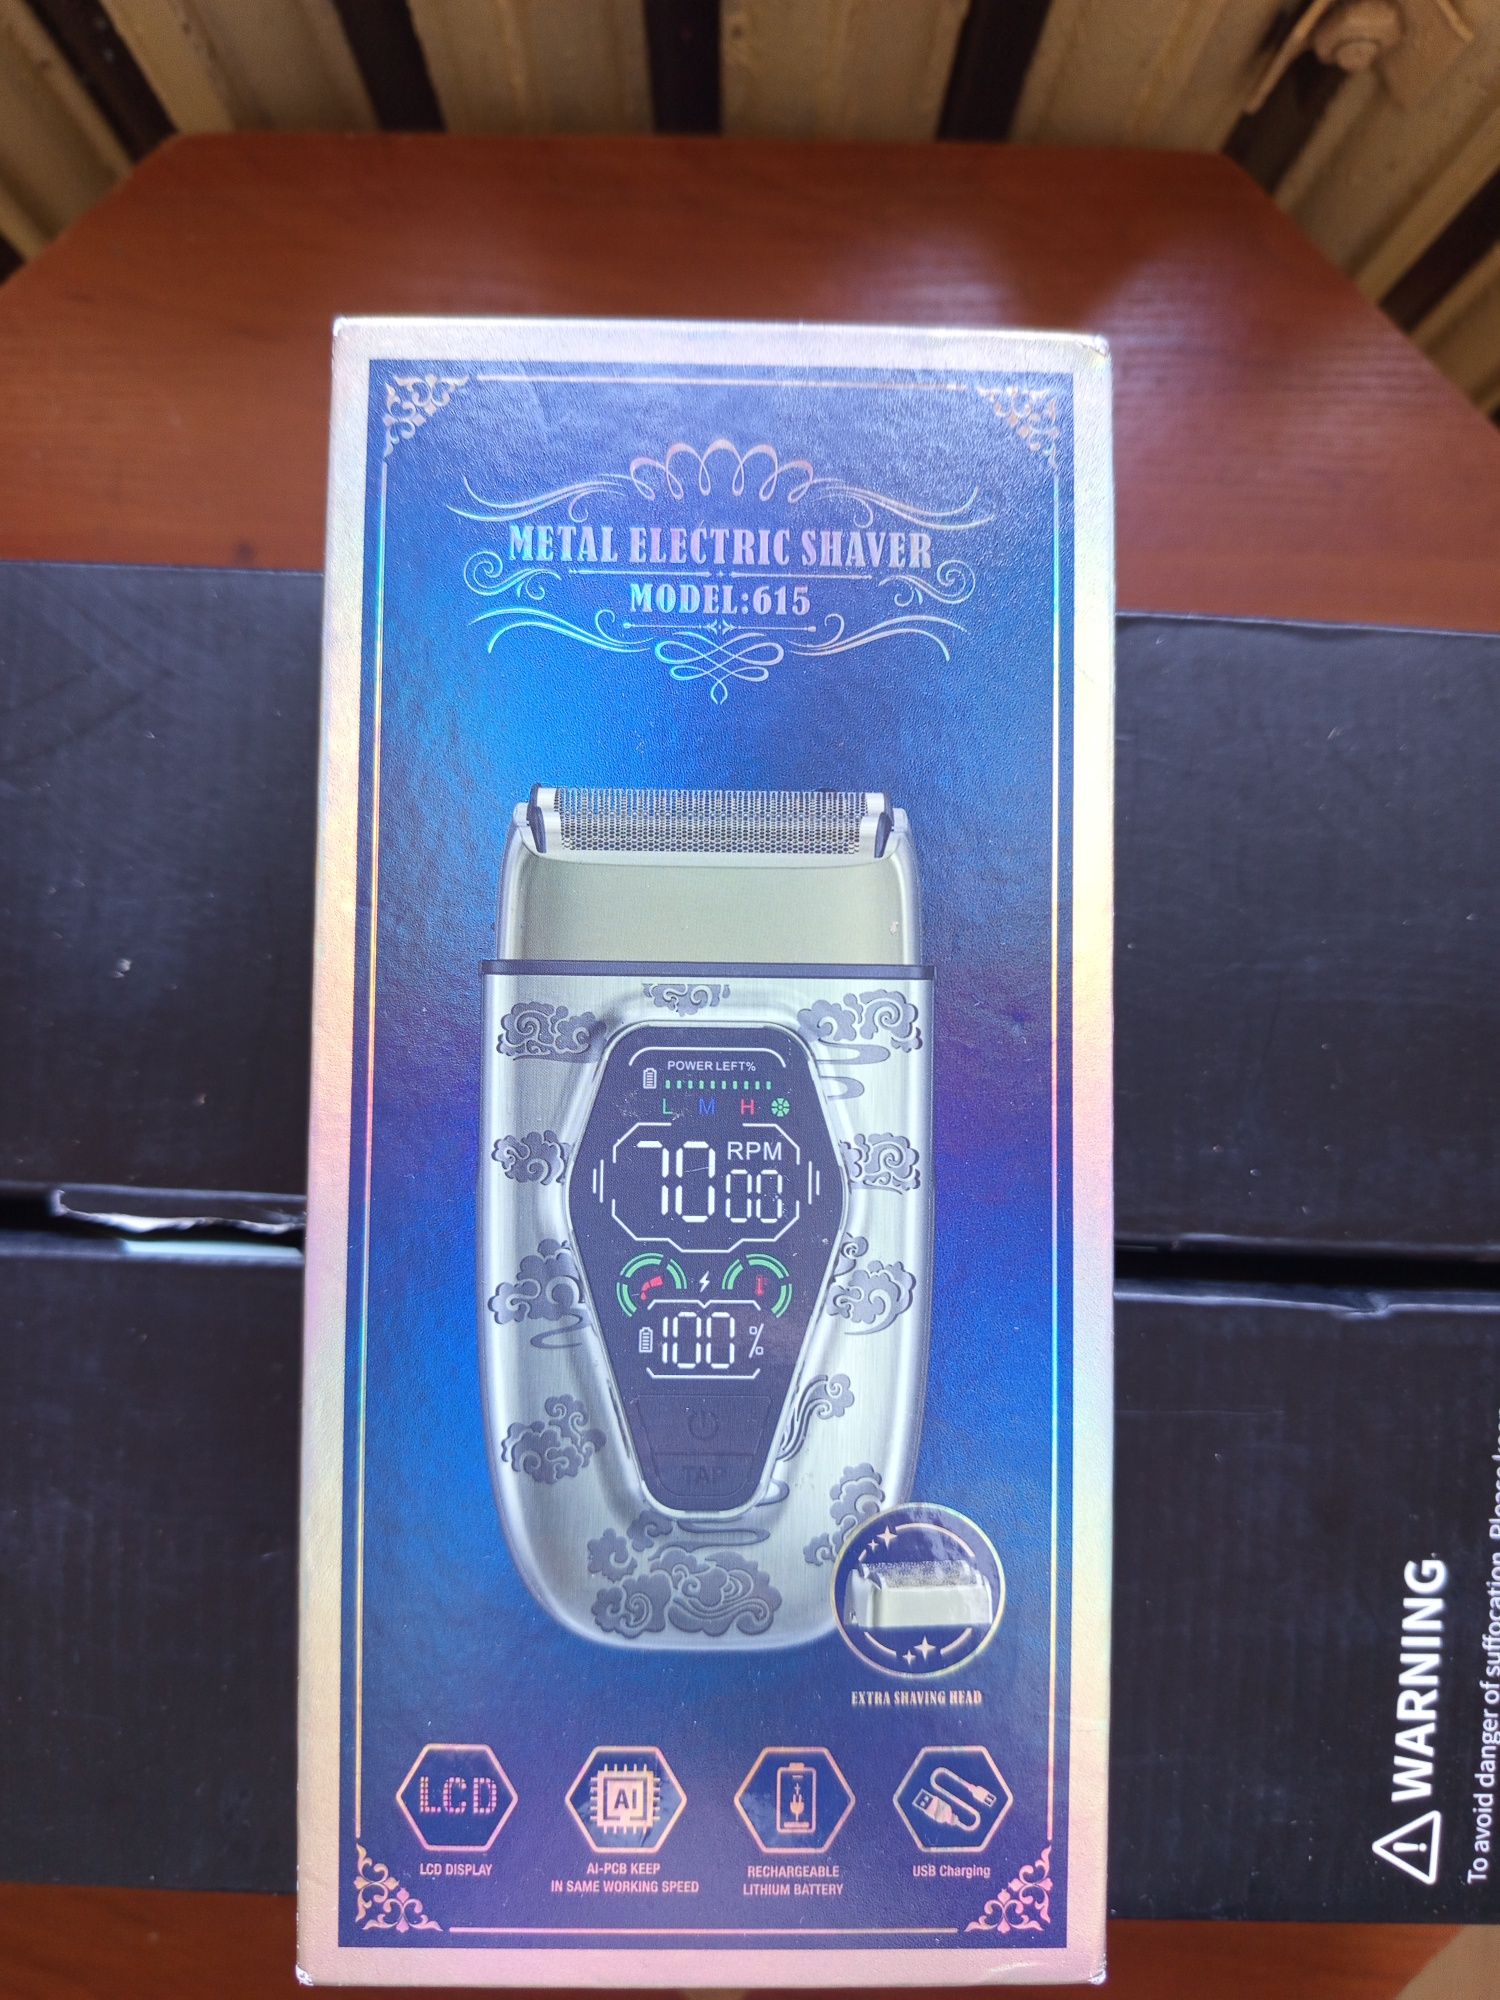 METAL ELECTRIC SHAVER
MODEL:615
POWER LEFT%
L M H
RPM
7000
100 %
TAP
EXTRA SHAVING HEAD
LCD
AI
LCD DISPLAY
AI-PCB KEEP
IN SAME WORKING SPEED
RECHARGEABLE
LITHIUM BATTERY
USB Charging
WARNING
To avoid danger of suffocation, Please